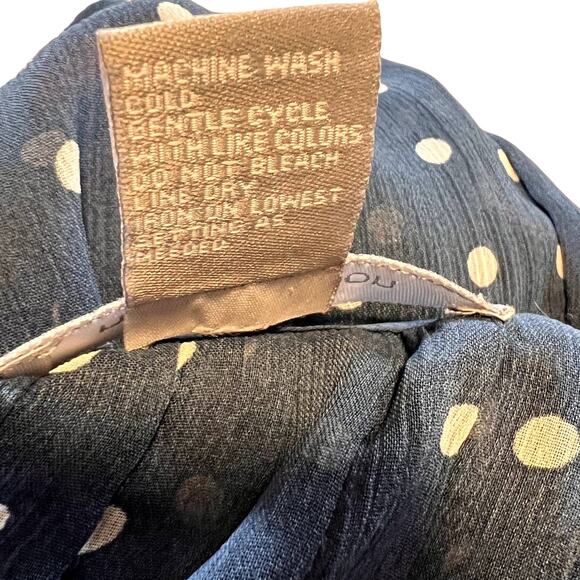 MACHINE WASH
COLD
GENTLE CYCLE
WITH LIKE COLORS
DO NOT BLEACH
LINE DRY
IRON ON LOWEST
SETTING AS
NEEDED